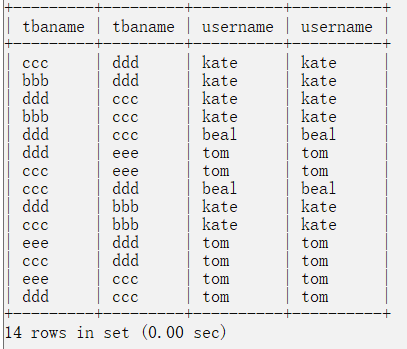 | tbaname | tbaname | username | username |
| ccc | ddd | kate | kate |
| bbb | ddd | kate | kate |
| ddd | ccc | kate | kate |
| bbb | ccc | kate | kate |
| ddd | ccc | beal | beal |
| ddd | eee | tom | tom |
| ccc | eee | tom | tom |
| ccc | ddd | beal | beal |
| ddd | bbb | kate | kate |
| ccc | bbb | kate | kate |
| eee | ddd | tom | tom |
| ccc | ddd | tom | tom |
| eee | ccc | tom | tom |
| ddd | ccc | tom | tom |
14 rows in set (0.00 sec)